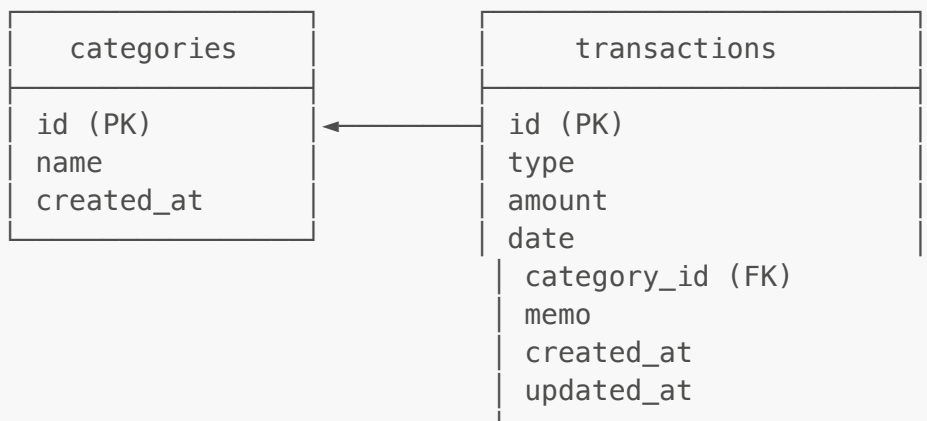 categories transactions
id (PK) id (PK)
name type
created_at amount
date
category_id (FK)
memo
created_at
updated_at